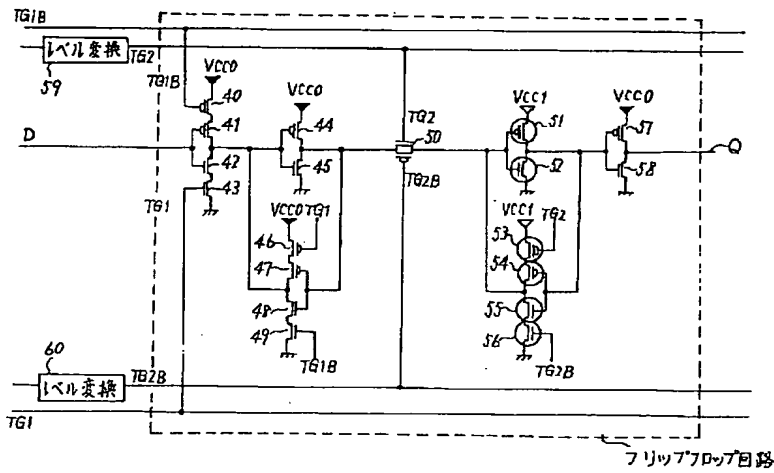 TG1B
レベル変換
TG2
59
TG1B
VCC0
40
41
42
43
D
TG1
VCC0
44
45
VCC0
TG1
46
47
48
49
TG1B
TG2
50
TG2B
VCC1
51
52
VCC1
TG2
53
54
55
56
TG2B
VCC0
57
58
Q
60
レベル変換
TG2B
TG1
フリップフロップ回路